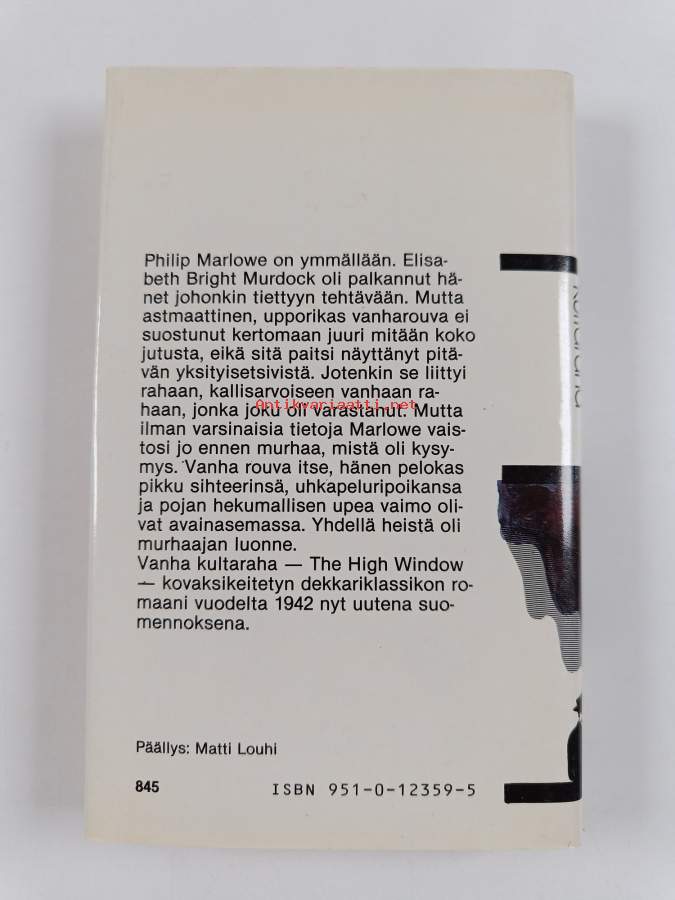 Philip Marlowe on ymmällään. Elisa-
beth Bright Murdock oli palkannut hä-
net johonkin tiettyyn tehtävään. Mutta
astmaattinen, upporikas vanharouva ei
suostunut kertomaan juuri mitään koko
jutusta, eikä sitä paitsi näyttänyt pitä-
vän yksityisetsivistä. Jotenkin se liittyi
rahaan, kallisarvoiseen vanhaan ra-
haan, jonka joku oli varastanut. Mutta
Antikvariaatti.net
ilman varsinaisia tietoja Marlowe vais-
tosi jo ennen murhaa, mistä oli kysy-
mys. Vanha rouva itse, hänen pelokas
pikku sihteerinsä, uhkapeluripoikansa
ja pojan hekumallisen upea vaimo oli-
vat avainasemassa. Yhdellä heistä oli
murhaajan luonne.
Vanha kultaraha — The High Window
— kovaksikeitetyn dekkariklassikon ro-
maani vuodelta 1942 nyt uutena suo-
mennoksena.
Päällys: Matti Louhi
845
ISBN 951-0-12359-5